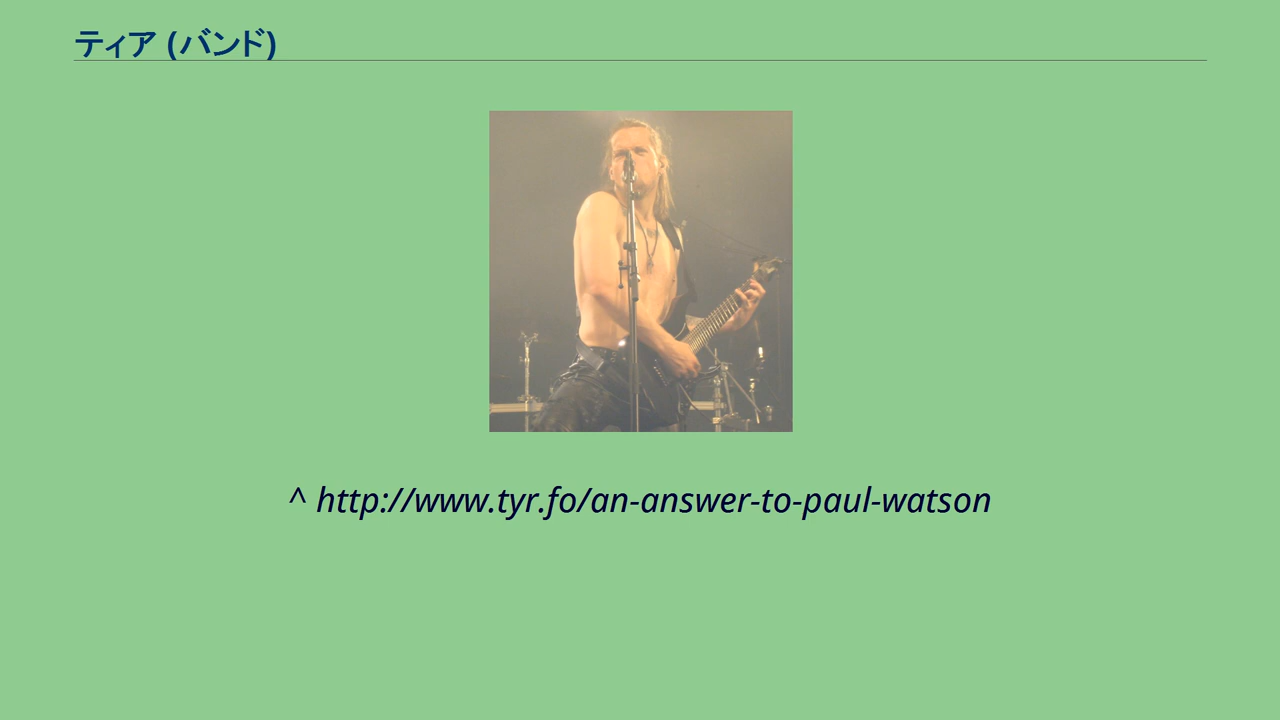 ティア (バンド)
^ http://www.tyr.fo/an-answer-to-paul-watson